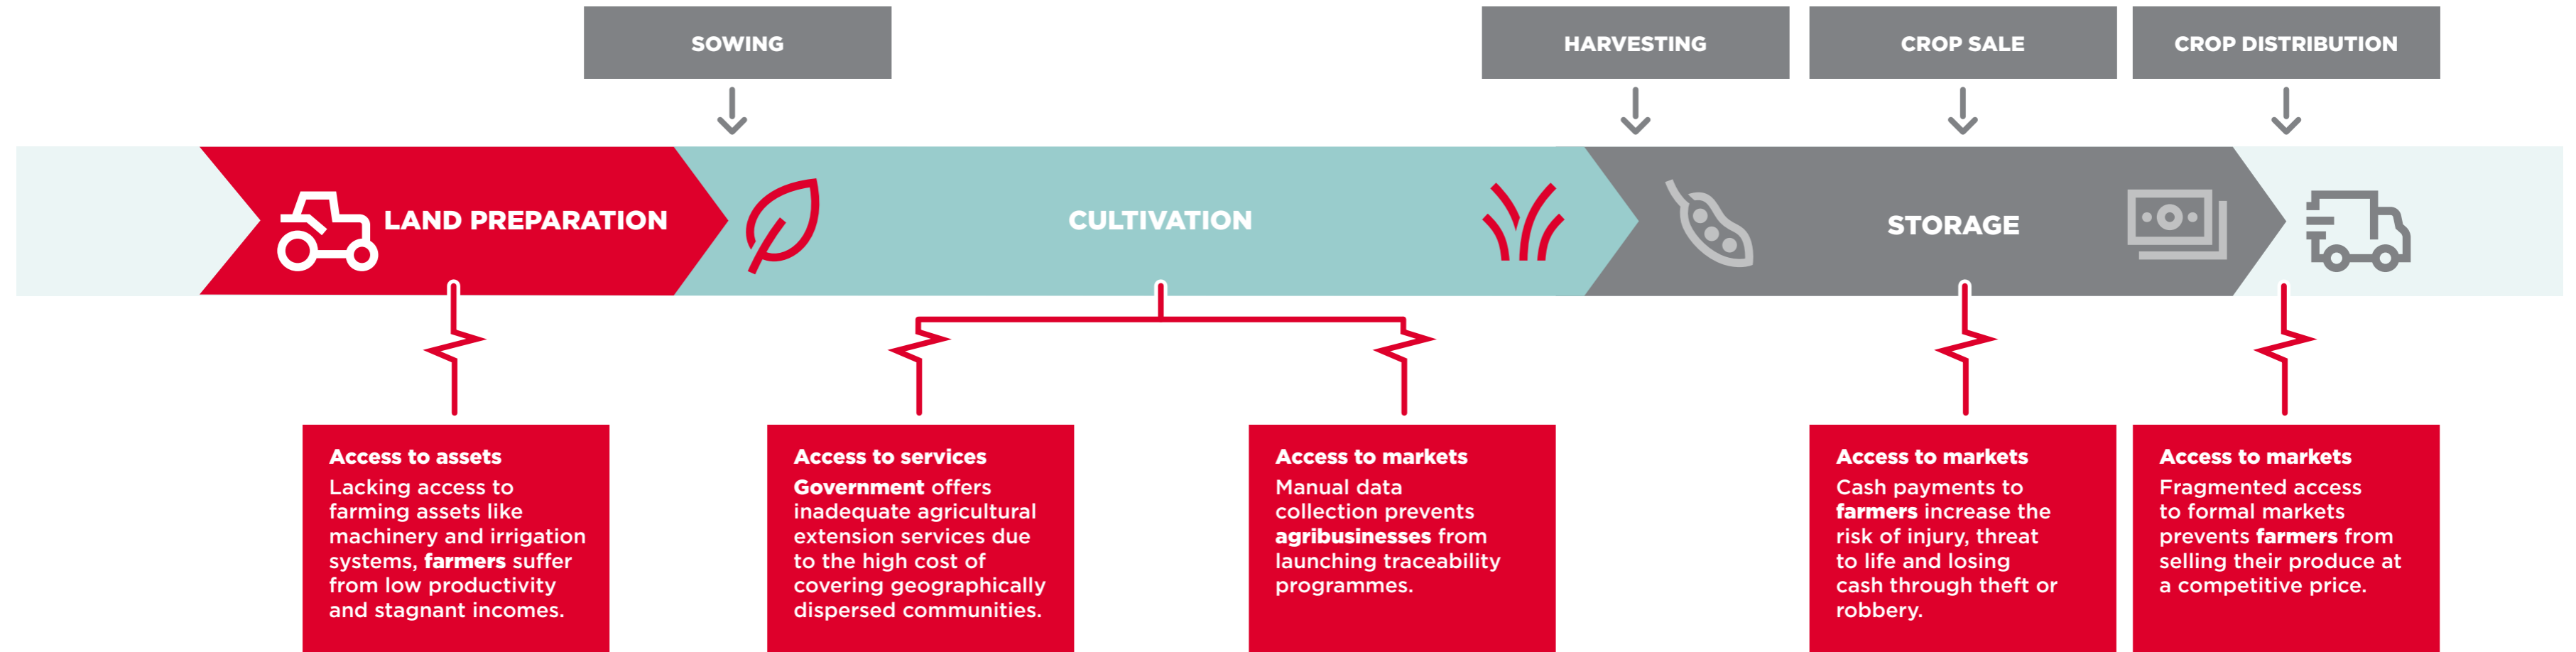 SOWING
HARVESTING
CROP SALE
CROP DISTRIBUTION
LAND PREPARATION
CULTIVATION
STORAGE
Access to assets
Lacking access to
farming assets like
machinery and irrigation
systems, farmers suffer
from low productivity
and stagnant incomes.
Access to services
Government offers
inadequate agricultural
extension services due
to the high cost of
covering geographically
dispersed communities.
Access to markets
Manual data
collection prevents
agribusinesses from
launching traceability
programmes.
Access to markets
Cash payments to
farmers increase the
risk of injury, threat
to life and losing
cash through theft or
robbery.
Access to markets
Fragmented access
to formal markets
prevents farmers from
selling their produce at
a competitive price.